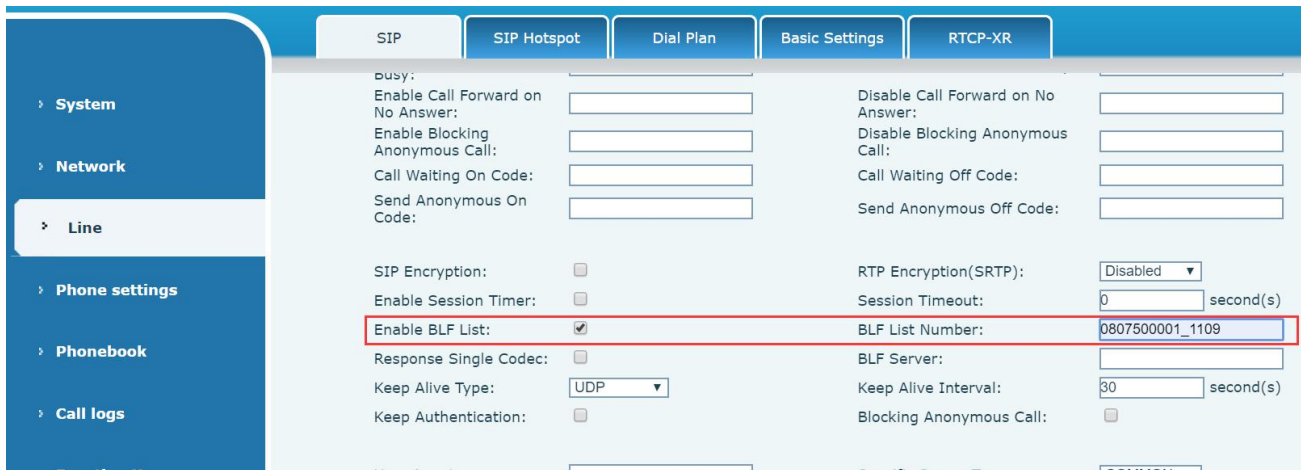 SIP SIP Hotspot Dial Plan Basic Settings RTCP-XR
System
Network
Line
Phone settings
Phonebook
Call logs
Busy:
Enable Call Forward on
No Answer:
Disable Call Forward on No
Answer:
Enable Blocking
Anonymous Call:
Disable Blocking Anonymous
Call:
Call Waiting On Code:
Call Waiting Off Code:
Send Anonymous On
Code:
Send Anonymous Off Code:
SIP Encryption:
RTP Encryption(SRTP): Disabled
Enable Session Timer:
Session Timeout: 0 second(s)
Enable BLF List:
BLF List Number: 0807500001_1109
Response Single Codec:
BLF Server:
Keep Alive Type: UDP
Keep Alive Interval: 30 second(s)
Keep Authentication:
Blocking Anonymous Call: